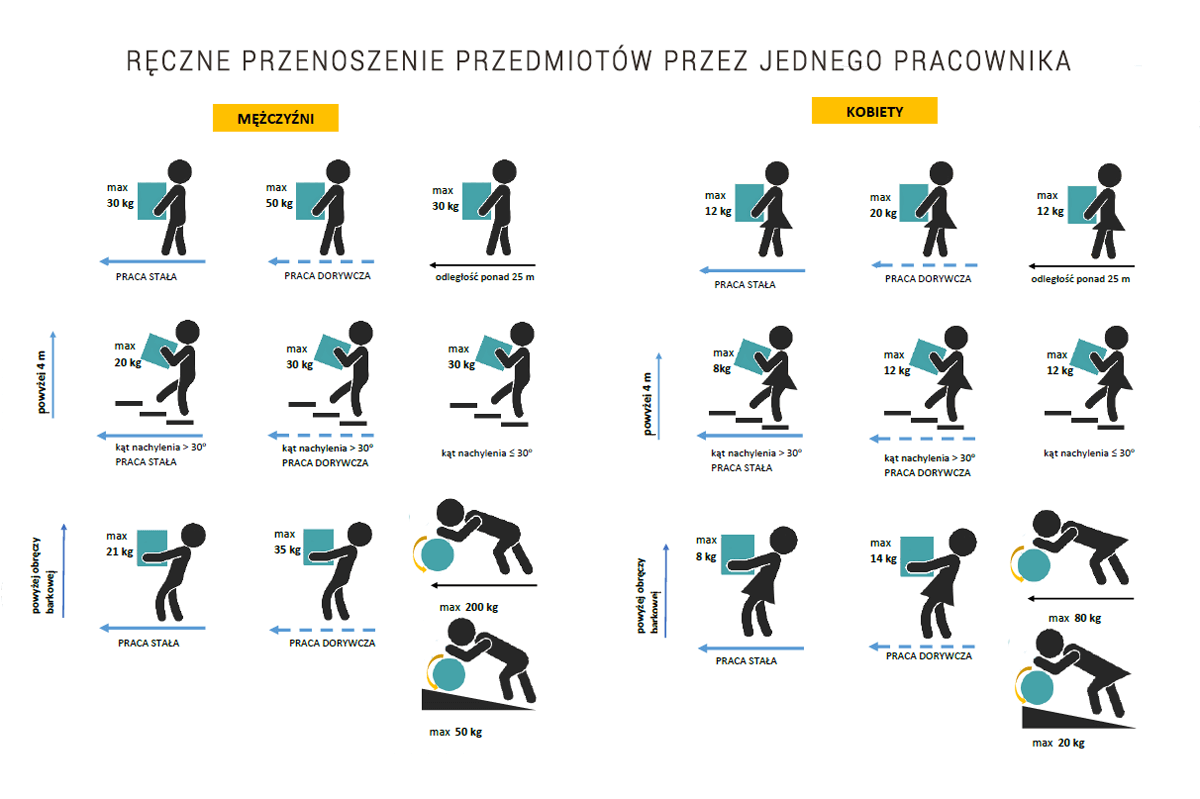 RĘCZNE PRZENOSZENIE PRZEDMIOTÓW PRZEZ JEDNEGO PRACOWNIKA
MĘŻCZYŹNI
max
30 kg
PRACA STAŁA
max
50 kg
PRACA DORYWCZA
max
30 kg
odległość ponad 25 m
powyżej 4 m
max
20 kg
kąt nachylenia > 30°
PRACA STAŁA
max
30 kg
kąt nachylenia > 30°
PRACA DORYWCZA
max
30 kg
kąt nachylenia ≤ 30°
powyżej obręczy
barkowej
max
21 kg
PRACA STAŁA
max
35 kg
PRACA DORYWCZA
max 200 kg
max 50 kg
KOBIETY
max
12 kg
PRACA STAŁA
max
20 kg
PRACA DORYWCZA
max
12 kg
odległość ponad 25 m
powyżej 4 m
max
8kg
kąt nachylenia > 30°
PRACA STAŁA
max
12 kg
kąt nachylenia > 30°
PRACA DORYWCZA
max
12 kg
kąt nachylenia ≤ 30°
powyżej obręczy
barkowej
max
8 kg
PRACA STAŁA
max
14 kg
PRACA DORYWCZA
max 80 kg
max 20 kg